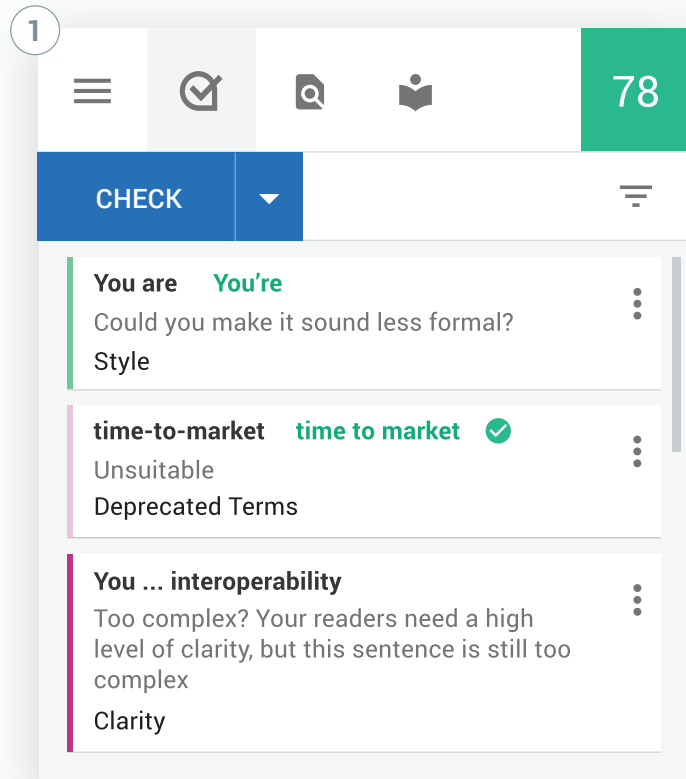 1
78
CHECK
You are You’re
Could you make it sound less formal?
Style
time-to-market time to market
Unsuitable
Deprecated Terms
You ... interoperability
Too complex? Your readers need a high
level of clarity, but this sentence is still too
complex
Clarity